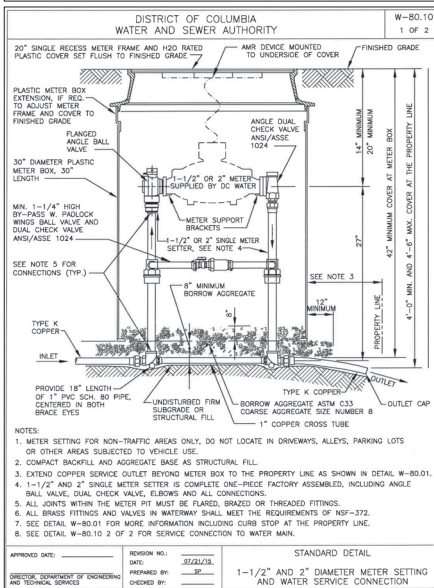 DISTRICT OF COLUMBIA
WATER AND SEWER AUTHORITY
W-80.10
1 OF 2
20" SINGLE RECESS METER FRAME AND H20 RATED
PLASTIC COVER SET FLUSH TO FINISHED GRADE
AMR DEVICE MOUNTED
TO UNDERSIDE OF COVER
FINISHED GRADE
PLASTIC METER BOX
EXTENSION, IF REQ.
TO ADJUST METER
FRAME AND COVER TO
FINISHED GRADE
FLANGED
ANGLE BALL
VALVE
ANGLE DUAL
CHECK VALVE
ANSI/ASSE
1024
14" MINIMUM
20" MINIMUM
42" MINIMUM COVER AT METER BOX
4'-0" MIN. AND 4'-6" MAX. COVER AT THE PROPERTY LINE
30" DIAMETER PLASTIC
METER BOX, 30"
LENGTH
1-1/2" OR 2" METER
SUPPLIED BY DC WATER
MIN. 1-1/4" HIGH
BY-PASS W. PADLOCK
WINGS BALL VALVE AND
DUAL CHECK VALVE
ANSI/ASSE 1024
METER SUPPORT
BRACKETS
1-1/2" OR 2" SINGLE METER
SETTER, SEE NOTE 4
27"
SEE NOTE 5 FOR
CONNECTIONS (TYP.)
8" MINIMUM
BORROW AGGREGATE
SEE NOTE 3
12"
MINIMUM
PROPERTY LINE
6"
TYPE K
COPPER
INLET
OUTLET
PROVIDE 18" LENGTH
OF 1" PVC SCH. 80 PIPE,
CENTERED IN BOTH
BRACE EYES
UNDISTURBED FIRM
SUBGRADE OR
STRUCTURAL FILL
TYPE K COPPER
BORROW AGGREGATE ASTM C33
COARSE AGGREGATE SIZE NUMBER 8
1" COPPER CROSS TUBE
OUTLET CAP
NOTES:
1. METER SETTING FOR NON-TRAFFIC AREAS ONLY, DO NOT LOCATE IN DRIVEWAYS, ALLEYS, PARKING LOTS
OR OTHER AREAS SUBJECTED TO VEHICLE USE.
2. COMPACT BACKFILL AND AGGREGATE BASE AS STRUCTURAL FILL.
3. EXTEND COPPER SERVICE OUTLET BEYOND METER BOX TO THE PROPERTY LINE AS SHOWN IN DETAIL W-80.01.
4. 1-1/2" AND 2" SINGLE METER SETTER IS COMPLETE ONE-PIECE FACTORY ASSEMBLED, INCLUDING ANGLE
BALL VALVE, DUAL CHECK VALVE, ELBOWS AND ALL CONNECTIONS.
5. ALL JOINTS WITHIN THE METER PIT MUST BE FLARED, BRAZED OR THREADED FITTINGS.
6. ALL BRASS FITTINGS AND VALVES IN WATERWAY SHALL MEET THE REQUIREMENTS OF NSF-372.
7. SEE DETAIL W-80.01 FOR MORE INFORMATION INCLUDING CURB STOP AT THE PROPERTY LINE.
8. SEE DETAIL W-80.10 2 OF 2 FOR SERVICE CONNECTION TO WATER MAIN.
APPROVED DATE:
DIRECTOR, DEPARTMENT OF ENGINEERING
AND TECHNICAL SERVICES
REVISION NO.:
DATE: 07/21/15
PREPARED BY: SP
CHECKED BY:
STANDARD DETAIL
1-1/2" AND 2" DIAMETER METER SETTING
AND WATER SERVICE CONNECTION